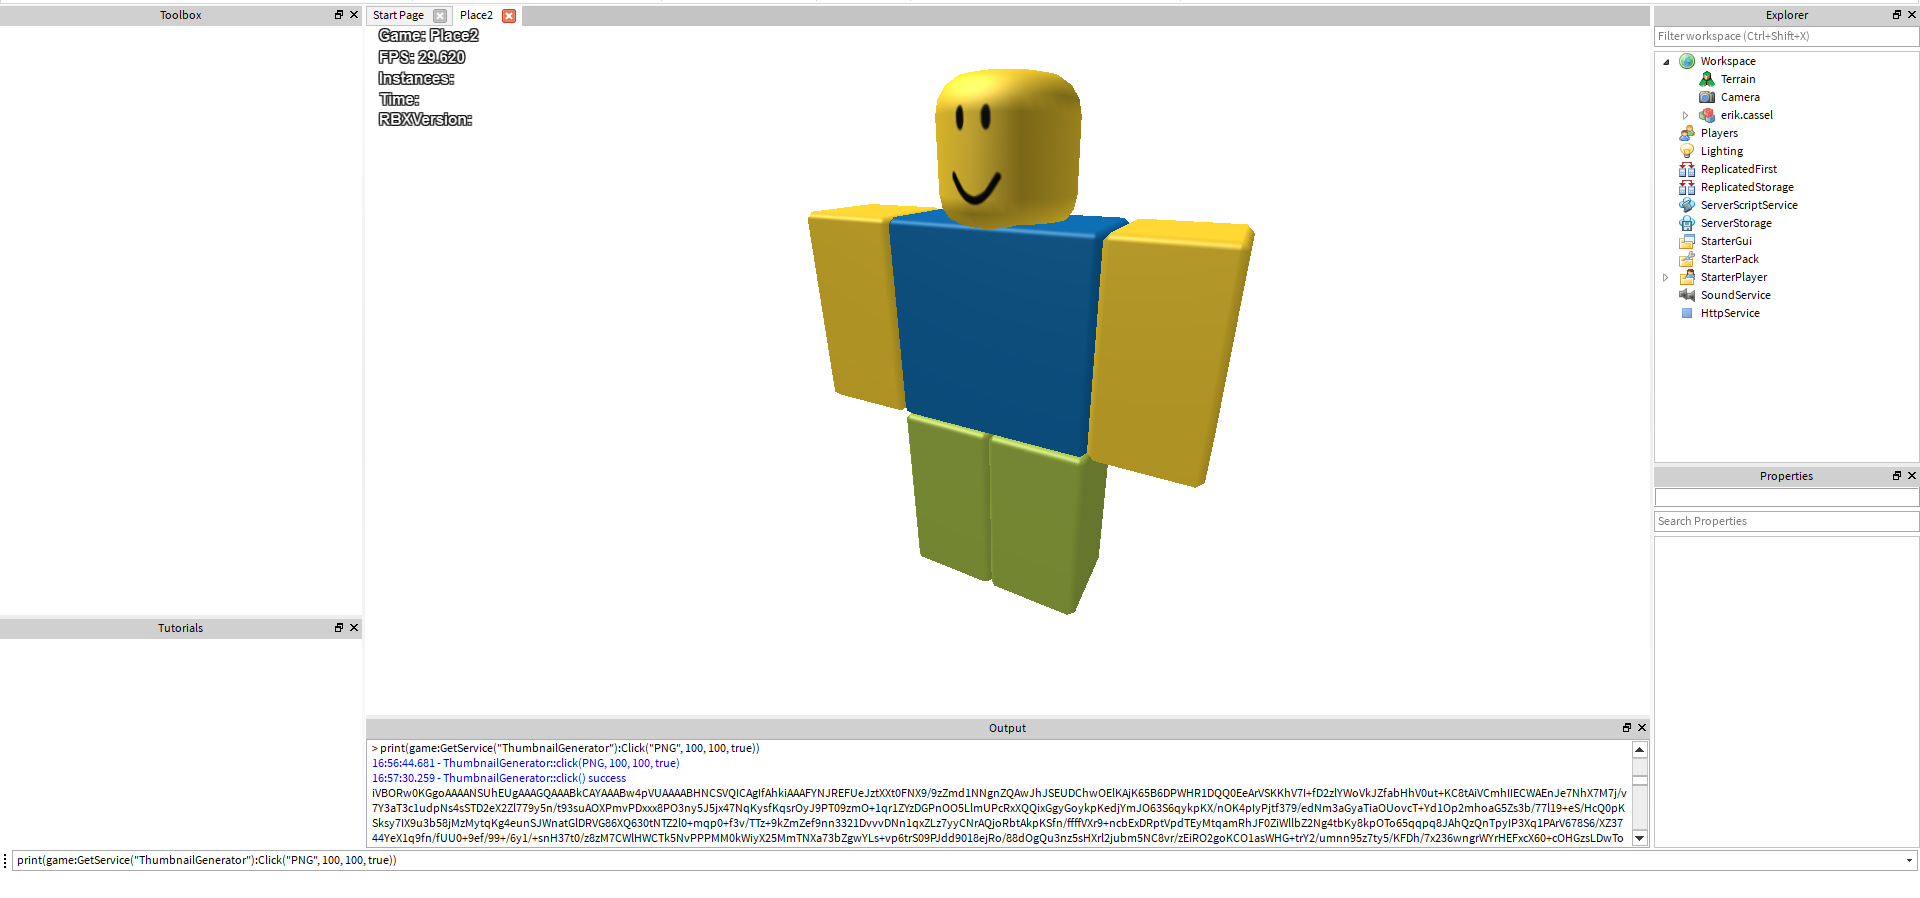 Toolbox
Start Page
Place2
Game: Place2
FPS: 29.620
Instances:
Time:
RBXVersion:
Explorer
Filter workspace (Ctrl+Shift+X)
Workspace
Terrain
Camera
erik.cassel
Players
Lighting
ReplicatedFirst
ReplicatedStorage
ServerScriptService
ServerStorage
StarterGui
StarterPack
StarterPlayer
SoundService
HttpService
Properties
Search Properties
Tutorials
Output
> print(game:GetService("ThumbnailGenerator"):Click("PNG", 100, 100, true))
16:56:44.681 - ThumbnailGenerator::click(PNG, 100, 100, true)
16:57:30.259 - ThumbnailGenerator::click() success
print(game:GetService("ThumbnailGenerator"):Click("PNG", 100, 100, true))